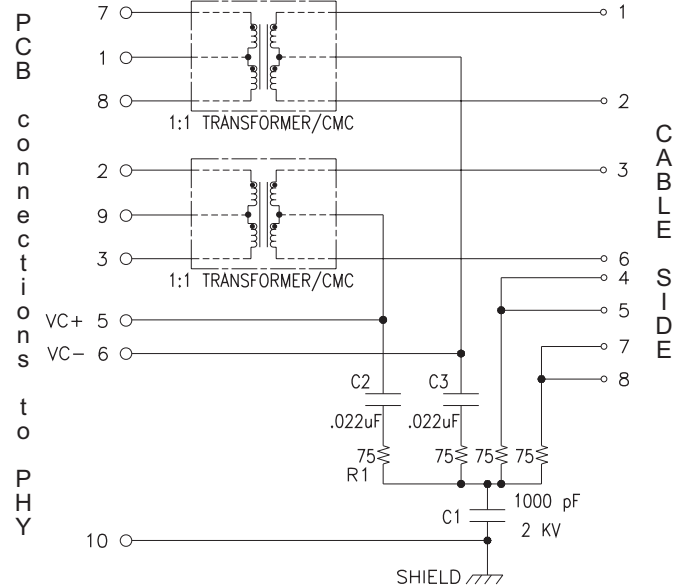 PCB connections to PHY
7
1
1
8
2
1:1 TRANSFORMER/CMC
2
3
9
3
6
1:1 TRANSFORMER/CMC
4
VC+ 5
5
VC- 6
7
8
C2
C3
.022uF
.022uF
75
75
75
75
R1
1000 pF
C1
2 KV
10
SHIELD
CABLE SIDE